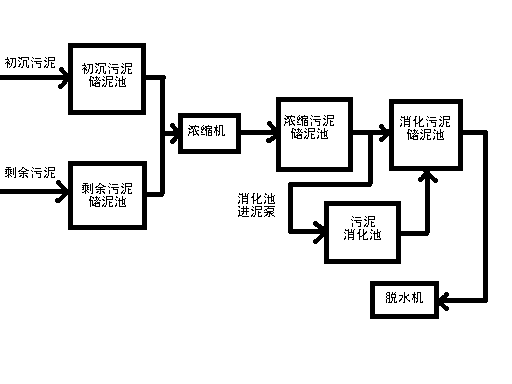 初沉污泥
初沉污泥
储泥池
浓缩机
浓缩污泥
储泥池
消化污泥
储泥池
剩余污泥
剩余污泥
储泥池
消化池
进泥泵
污泥
消化池
脱水机